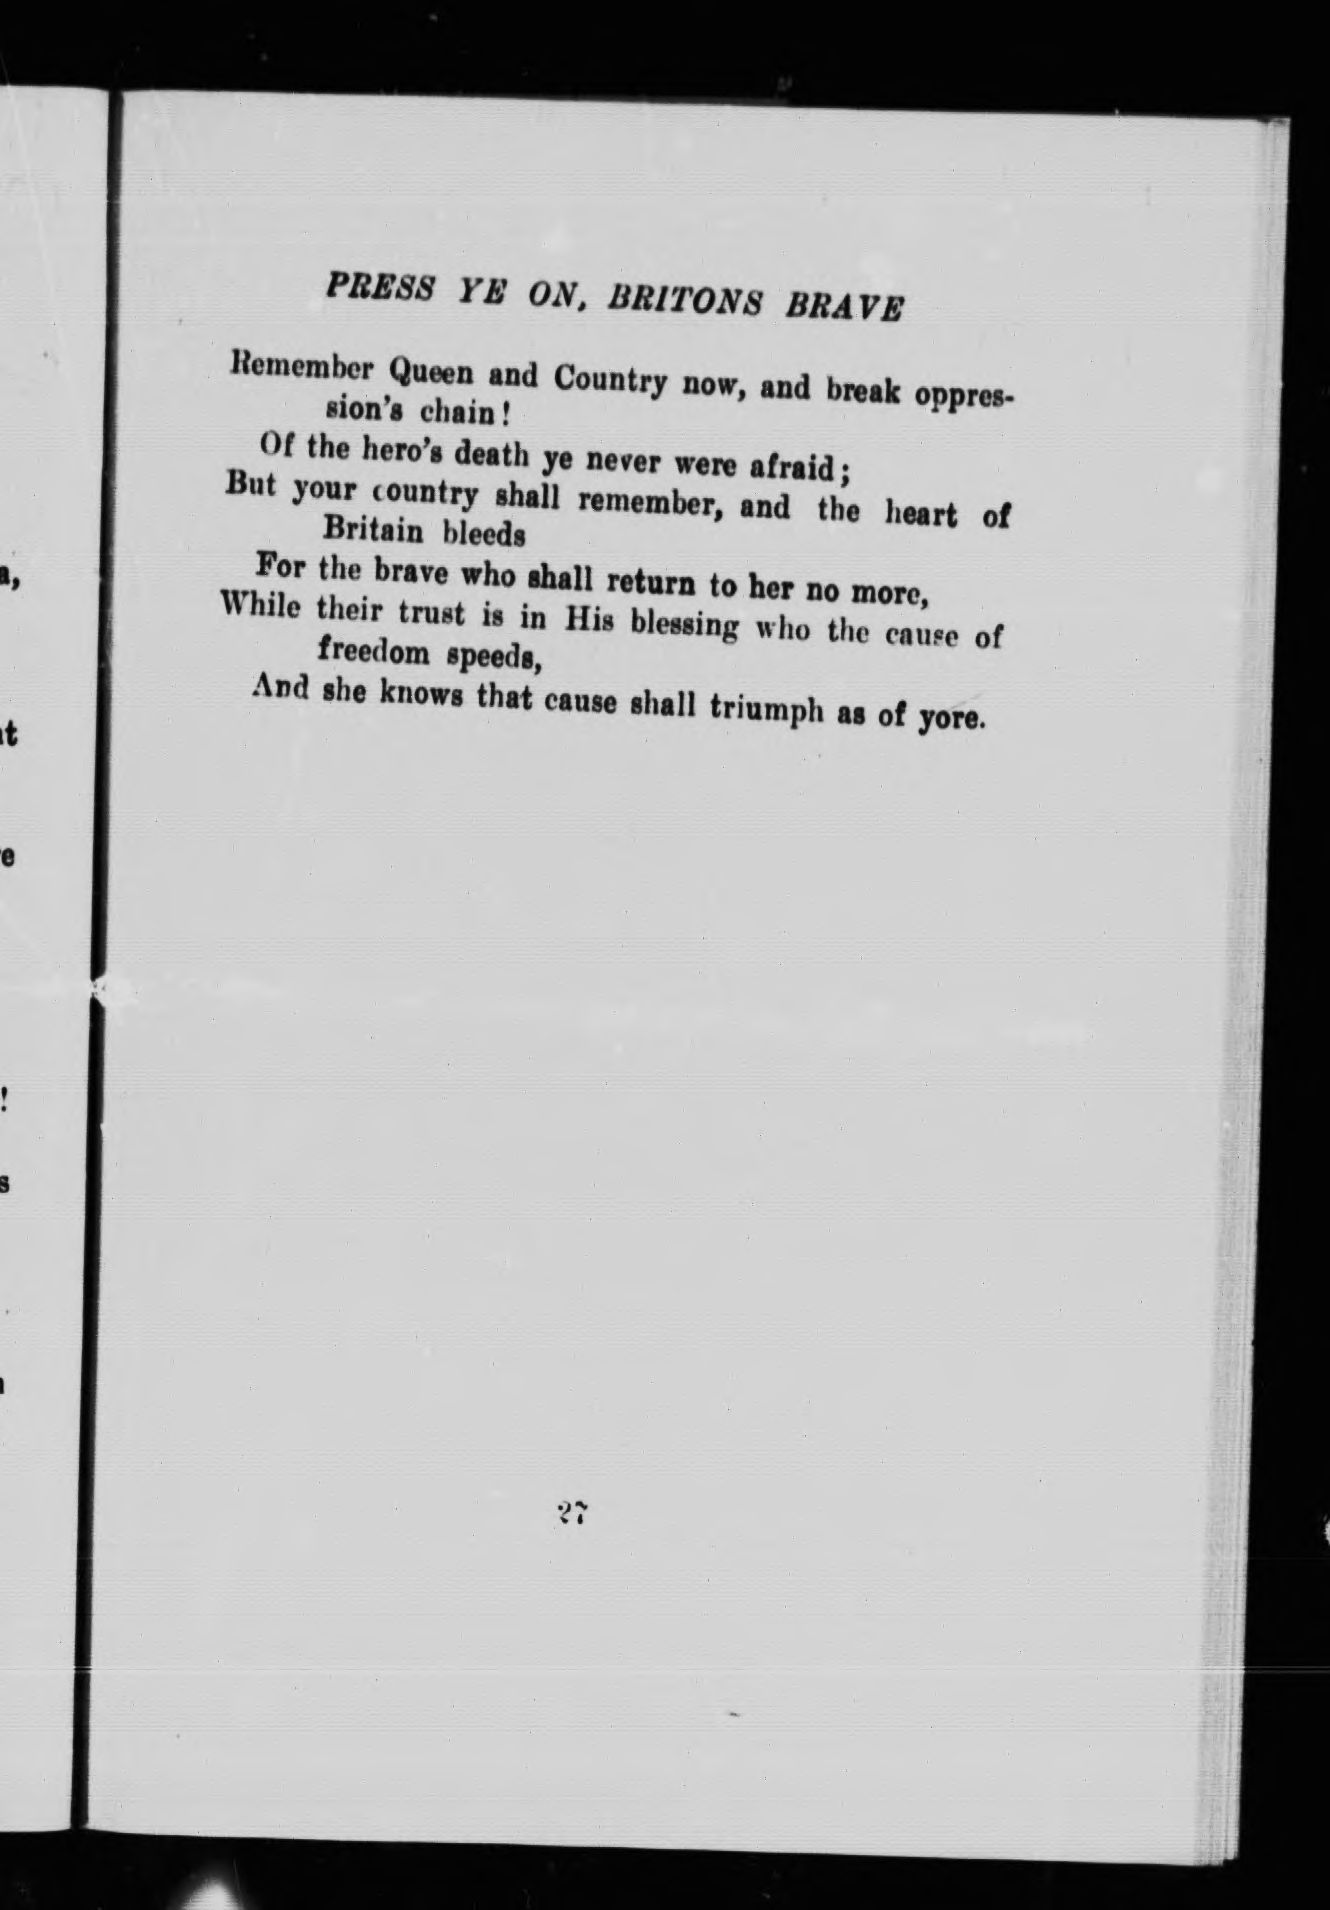 PRESS YE ON, BRITONS BRAVE
Remember Queen and Country now, and break oppres-
sion's chain!
Of the hero's death ye never were afraid;
But your country shall remember, and the heart of
Britain bleeds
For the brave who shall return to her no more,
While their trust is in His blessing who the cause of
freedom speeds,
And she knows that cause shall triumph as of yore.
27